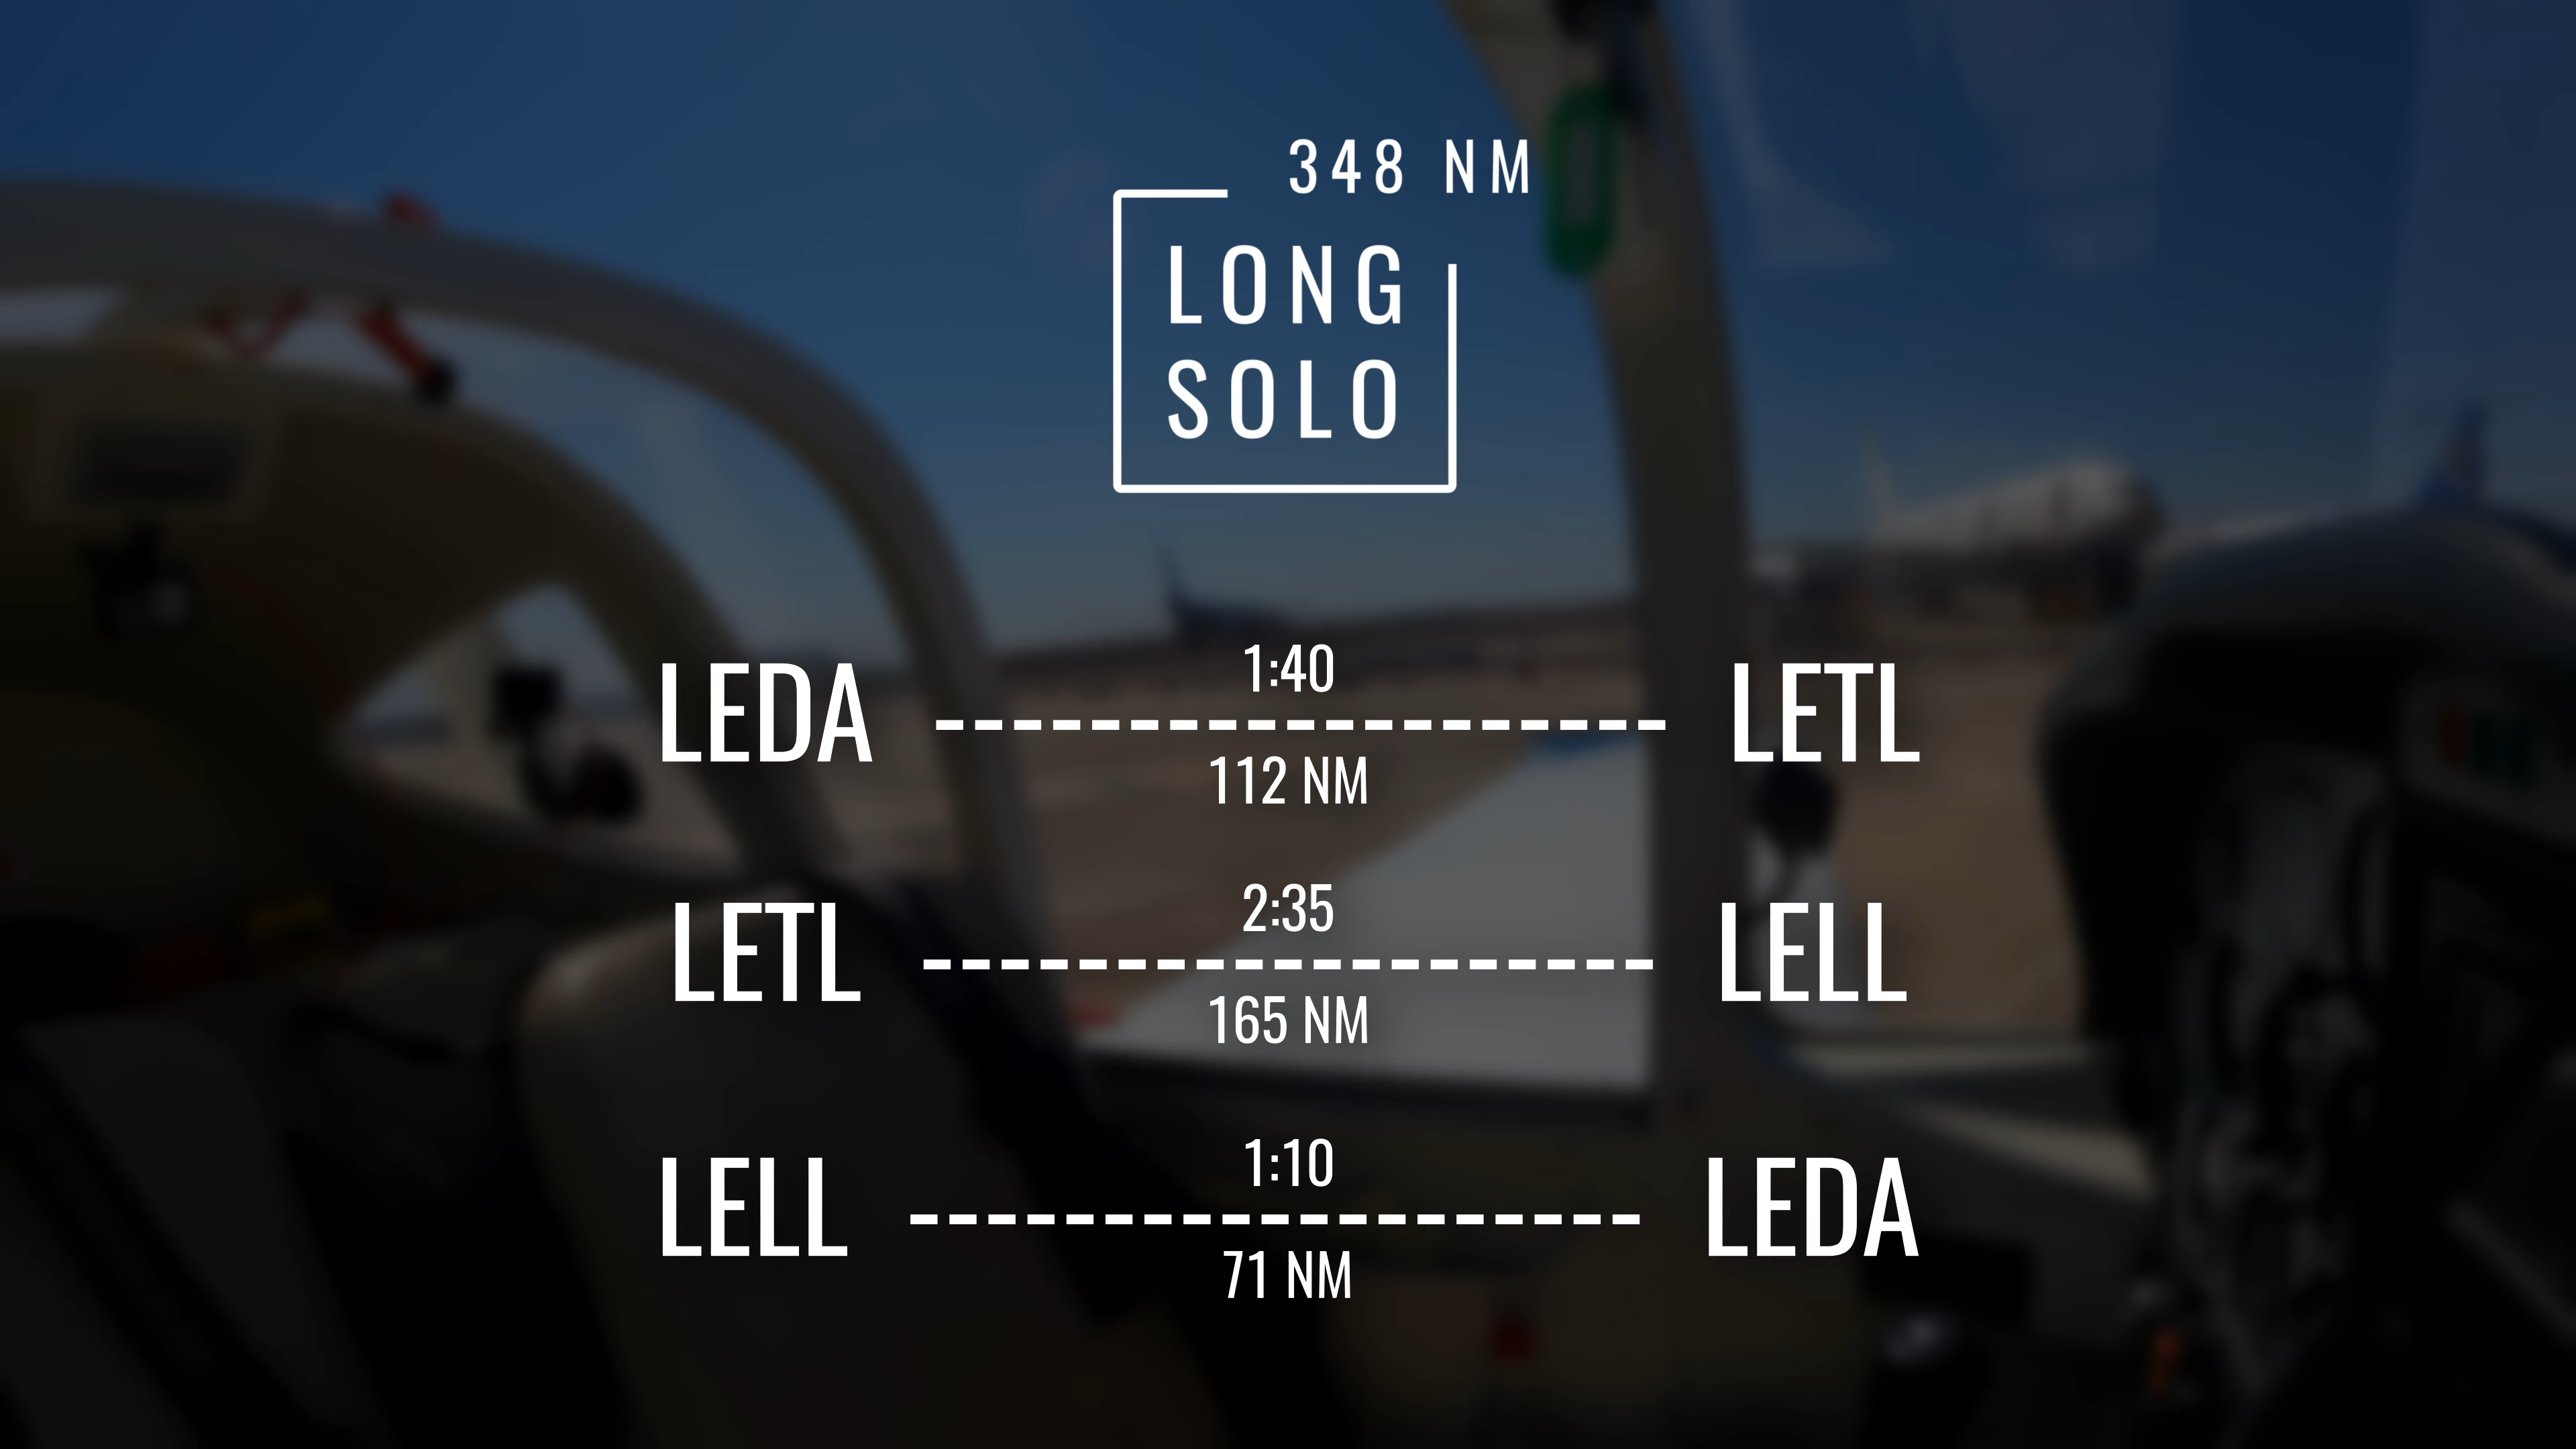 348 NM
LONG
SOLO
LEDA 1:40 112 NM LETL
LETL 2:35 165 NM LELL
LELL 1:10 71 NM LEDA